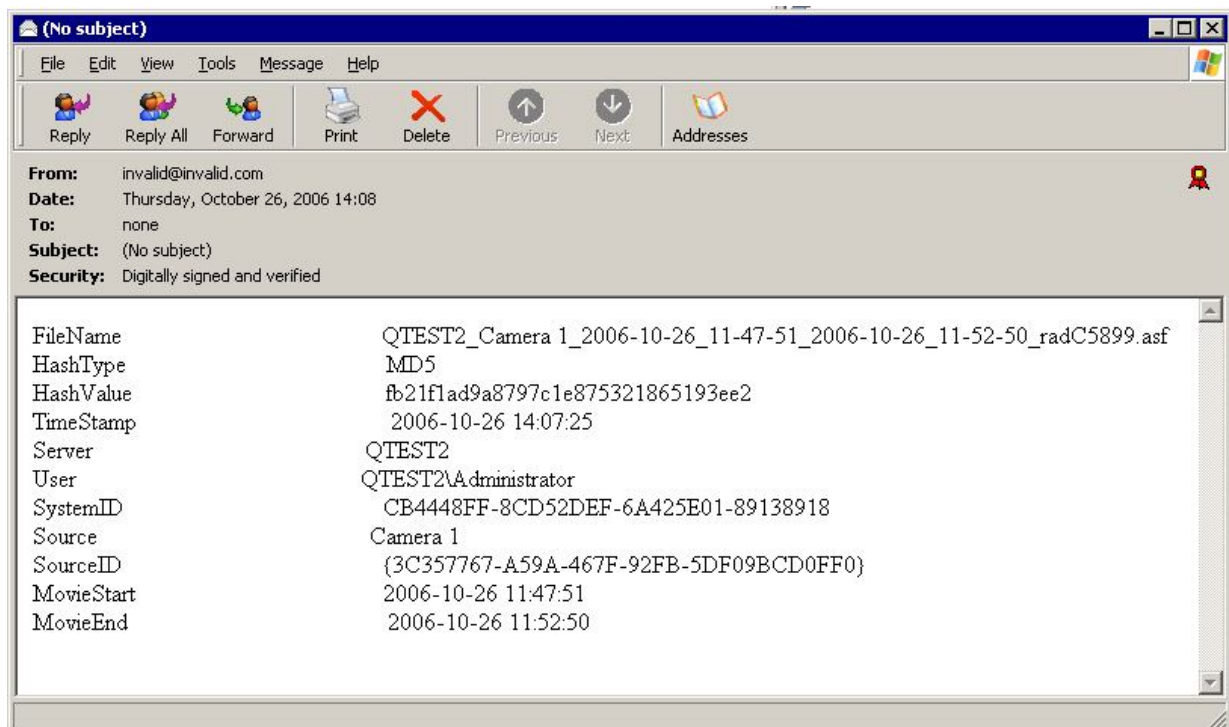 (No subject)
File Edit View Tools Message Help
Reply Reply All Forward Print Delete Previous Next Addresses
From: invalid@invalid.com
Date: Thursday, October 26, 2006 14:08
To: none
Subject: (No subject)
Security: Digitally signed and verified
FileName QTEST2_Camera 1_2006-10-26_11-47-51_2006-10-26_11-52-50_radC5899.asf
HashType MD5
HashValue fb21f1ad9a8797c1e875321865193ee2
TimeStamp 2006-10-26 14:07:25
Server QTEST2
User QTEST2\Administrator
SystemID CB4448FF-8CD52DEF-6A425E01-89138918
Source Camera 1
SourceID {3C357767-A59A-467F-92FB-5DF09BCD0FF0}
MovieStart 2006-10-26 11:47:51
MovieEnd 2006-10-26 11:52:50